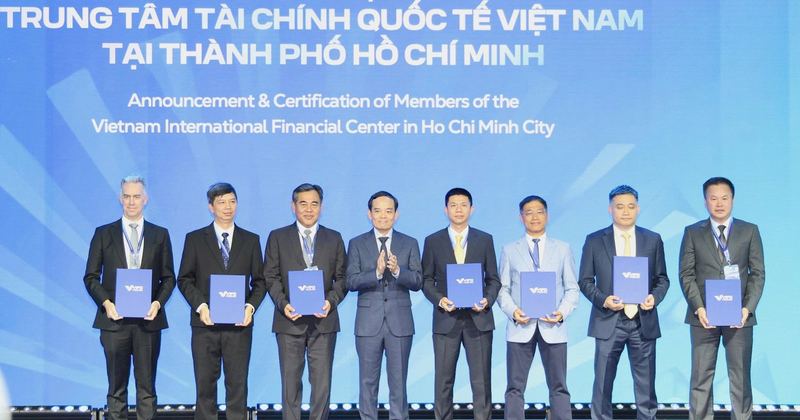 TRUNG TÂM TÀI CHÍNH QUỐC TẾ VIỆT NAM
TẠI THÀNH PHỐ HỒ CHÍ MINH
Announcement & Certification of Members of the
Vietnam International Financial Center in Ho Chi Minh City